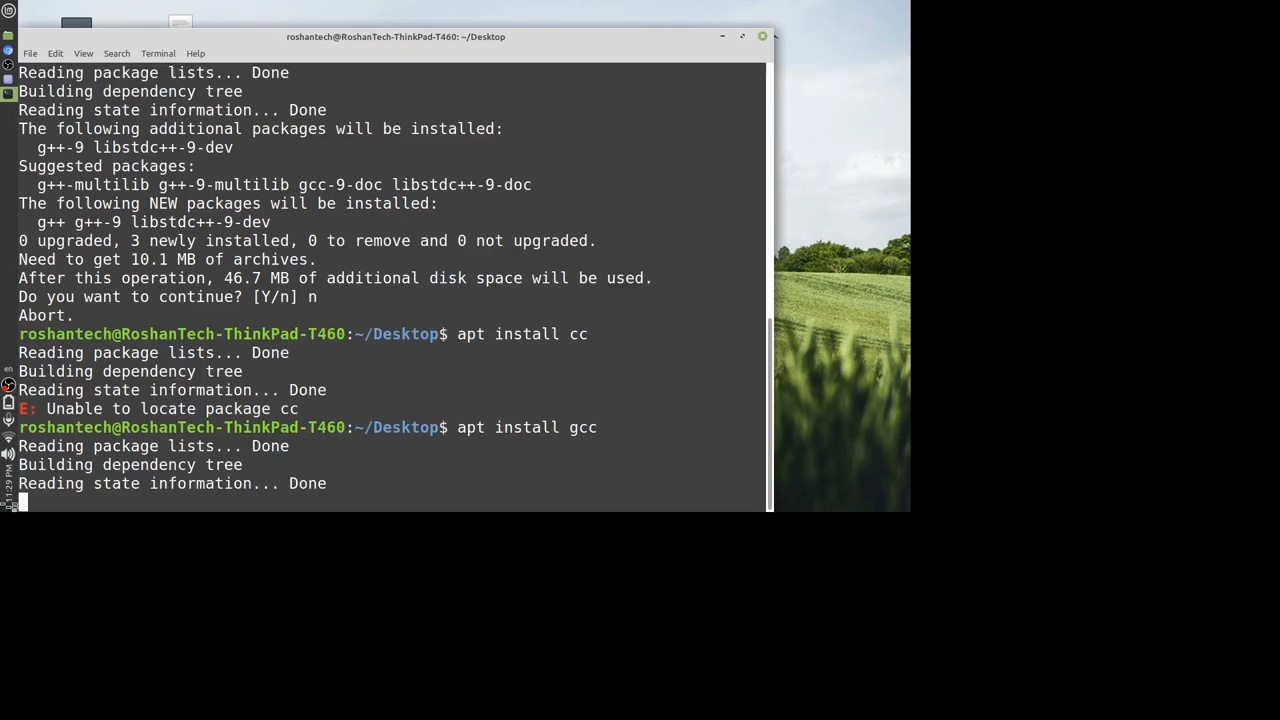 roshantech@RoshanTech-ThinkPad-T460: ~/Desktop
File Edit View Search Terminal Help
Reading package lists... Done
Building dependency tree
Reading state information... Done
The following additional packages will be installed:
g++-9 libstdc++-9-dev
Suggested packages:
g++-multilib g++-9-multilib gcc-9-doc libstdc++-9-doc
The following NEW packages will be installed:
g++ g++-9 libstdc++-9-dev
0 upgraded, 3 newly installed, 0 to remove and 0 not upgraded.
Need to get 10.1 MB of archives.
After this operation, 46.7 MB of additional disk space will be used.
Do you want to continue? [Y/n] n
Abort.
roshantech@RoshanTech-ThinkPad-T460:~/Desktop$ apt install cc
Reading package lists... Done
Building dependency tree
Reading state information... Done
E: Unable to locate package cc
roshantech@RoshanTech-ThinkPad-T460:~/Desktop$ apt install gcc
Reading package lists... Done
Building dependency tree
Reading state information... Done
en
11:29 PM